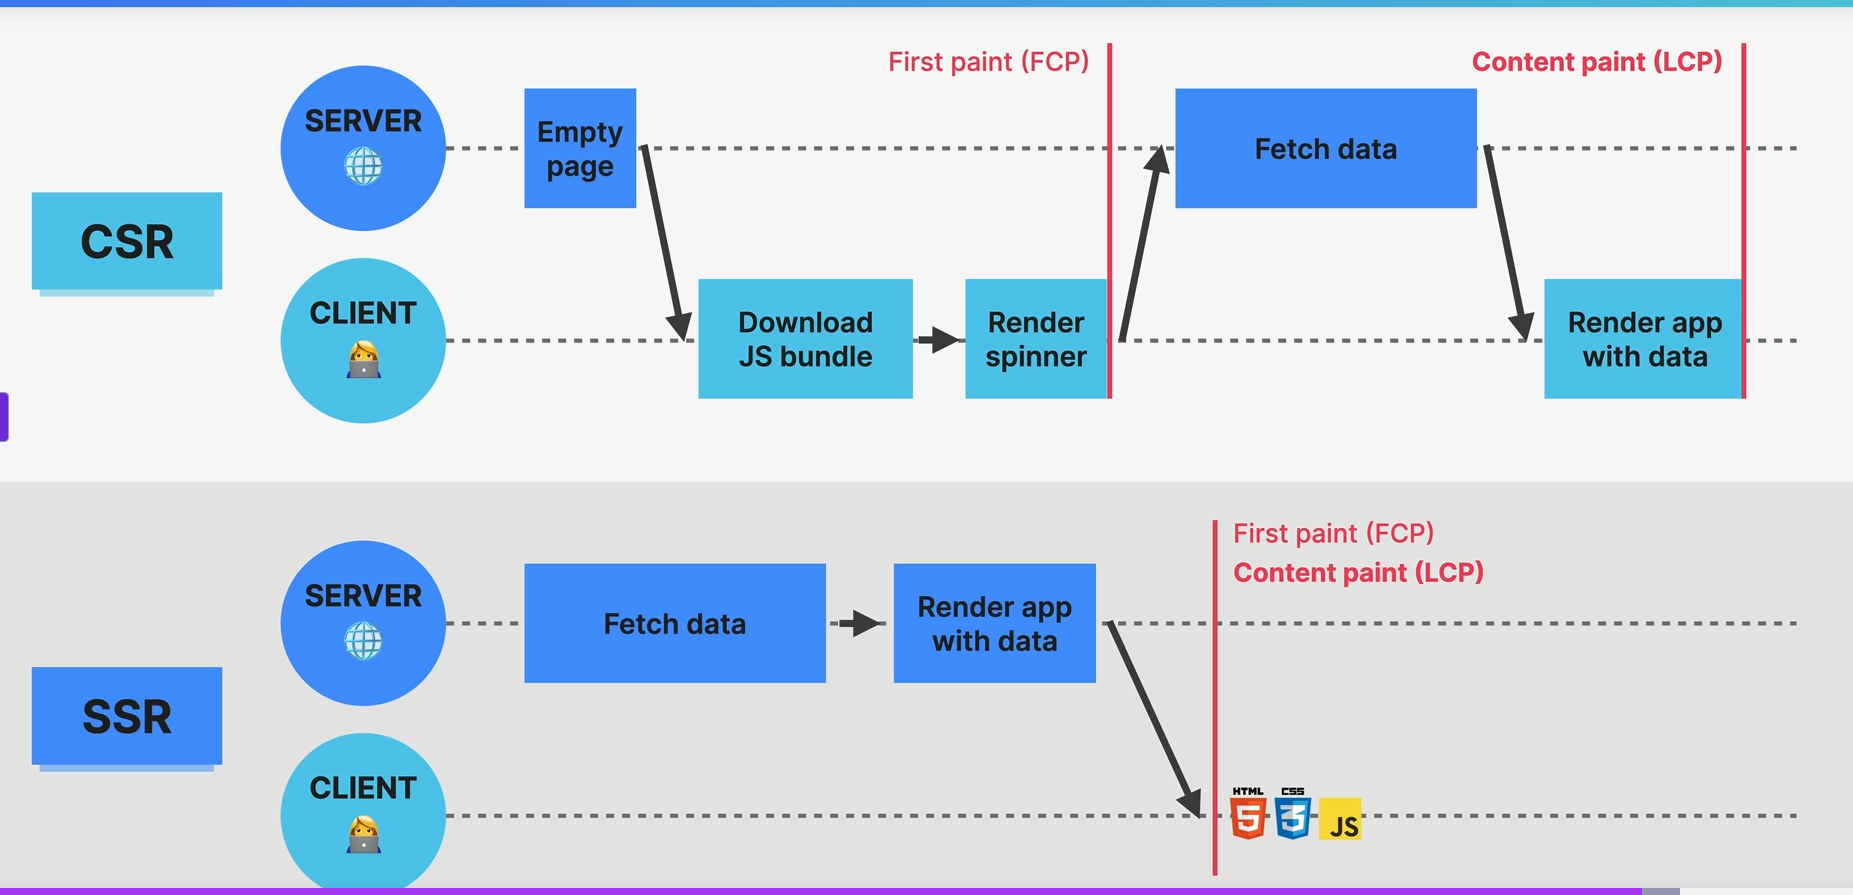 First paint (FCP)
Content paint (LCP)
SERVER
Empty
page
Fetch data
CSR
CLIENT
Download
JS bundle
Render
spinner
Render app
with data
First paint (FCP)
Content paint (LCP)
SERVER
Fetch data
Render app
with data
SSR
CLIENT
HTML
5
CSS
3
JS